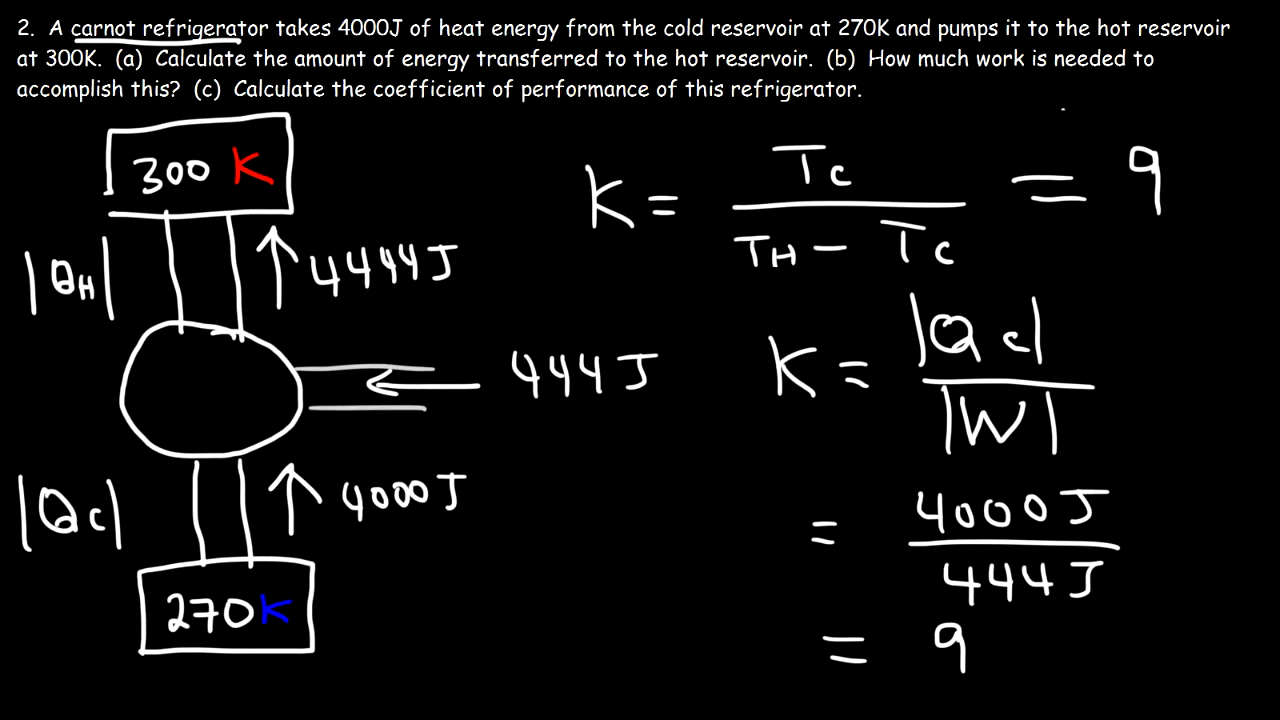 2. A carnot refrigerator takes 4000J of heat energy from the cold reservoir at 270K and pumps it to the hot reservoir
at 300K. (a) Calculate the amount of energy transferred to the hot reservoir. (b) How much work is needed to
accomplish this? (c) Calculate the coefficient of performance of this refrigerator.
300 K
|QH|
4444J
444J
|Qc|
4000J
270K
K = Tc / TH - Tc = 9
K = |Qc| / |W|
= 4000J / 444J
= 9